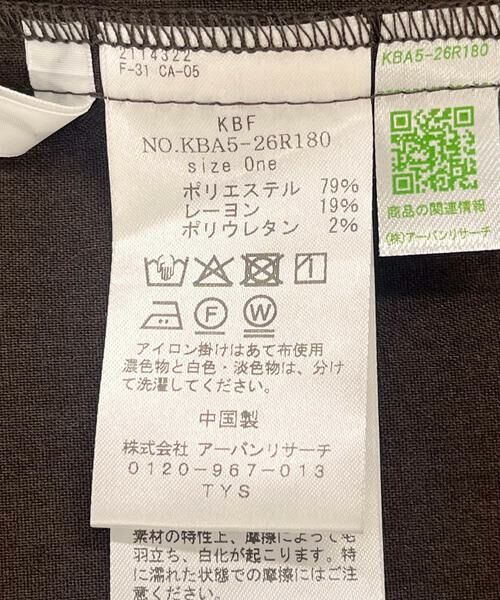 2114322
F-31 CA-05
KBA5-26R180
KBF
NO.KBA5-26R180
size One
ポリエステル 79%
レーヨン 19%
ポリウレタン 2%
商品の関連情報
(株)アーバンリサーチ
F
W
アイロン掛けはあて布使用
濃色物と白色・淡色物は、分け
て洗濯してください。
中国製
株式会社 アーバンリサーチ
0120-967-013
TYS
素材の特性上、摩擦によって毛
羽立ち、白化が起こります。特
に濡れた状態での摩擦にはご注
意ください。